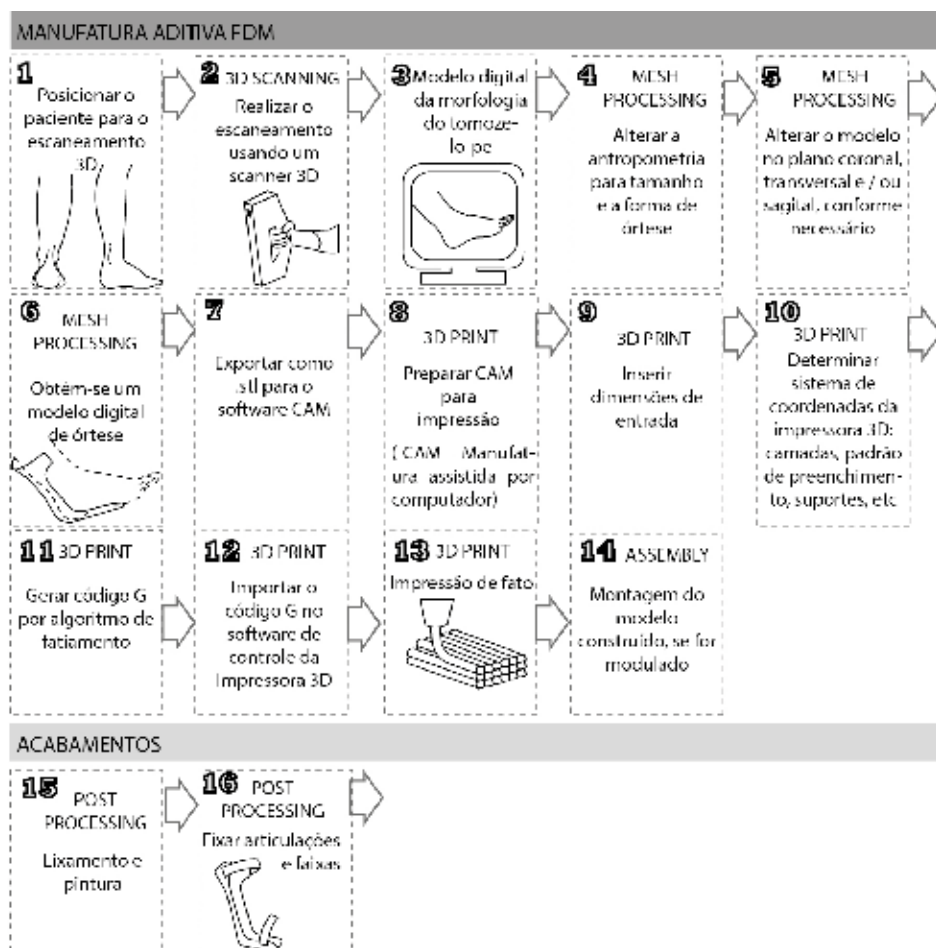 MANUFATURA ADITIVA FDM
1
Posicionar o
paciente para o
escaneamento
3D
2 3D SCANNING
Realizar o
escaneamento
usando um
scanner 3D
3 Modelo digital
da morfologia
do tornoze-
lo pe
4 MESH
PROCESSING
Alterar a
antropometria
para tamanho
e a forma de
órtese
5 MESH
PROCESSING
Alterar o modelo
no plano coronal,
transversal e / ou
sagital, conforme
necessário
6 MESH
PROCESSING
Obtém-se um
modelo digital
de órtese
7
Exportar como
.stl para o
software CAM
8
3D PRINT
Preparar CAM
para
impressão
( CAM Manufat-
ura assistida por
computador)
9
3D PRINT
Inserir
dimensões de
entrada
10
3D PRINT
Determinar
sistema de
coordenadas da
impressora 3D:
camadas, padrão
de preenchimen-
to, suportes, etc
11 3D PRINT
Gerar código G
por algoritmo de
fatiamento
12 3D PRINT
Importar o
código G no
software de
controle da
Impressora 3D
13 3D PRINT
Impressão de fato
14 ASSEMBLY
Montagem do
modelo
construido, se for
modulado
ACABAMENTOS
15 POST
PROCESSING
Lixamento e
pintura
16 POST
PROCESSING
Fixar articulações
e faixas